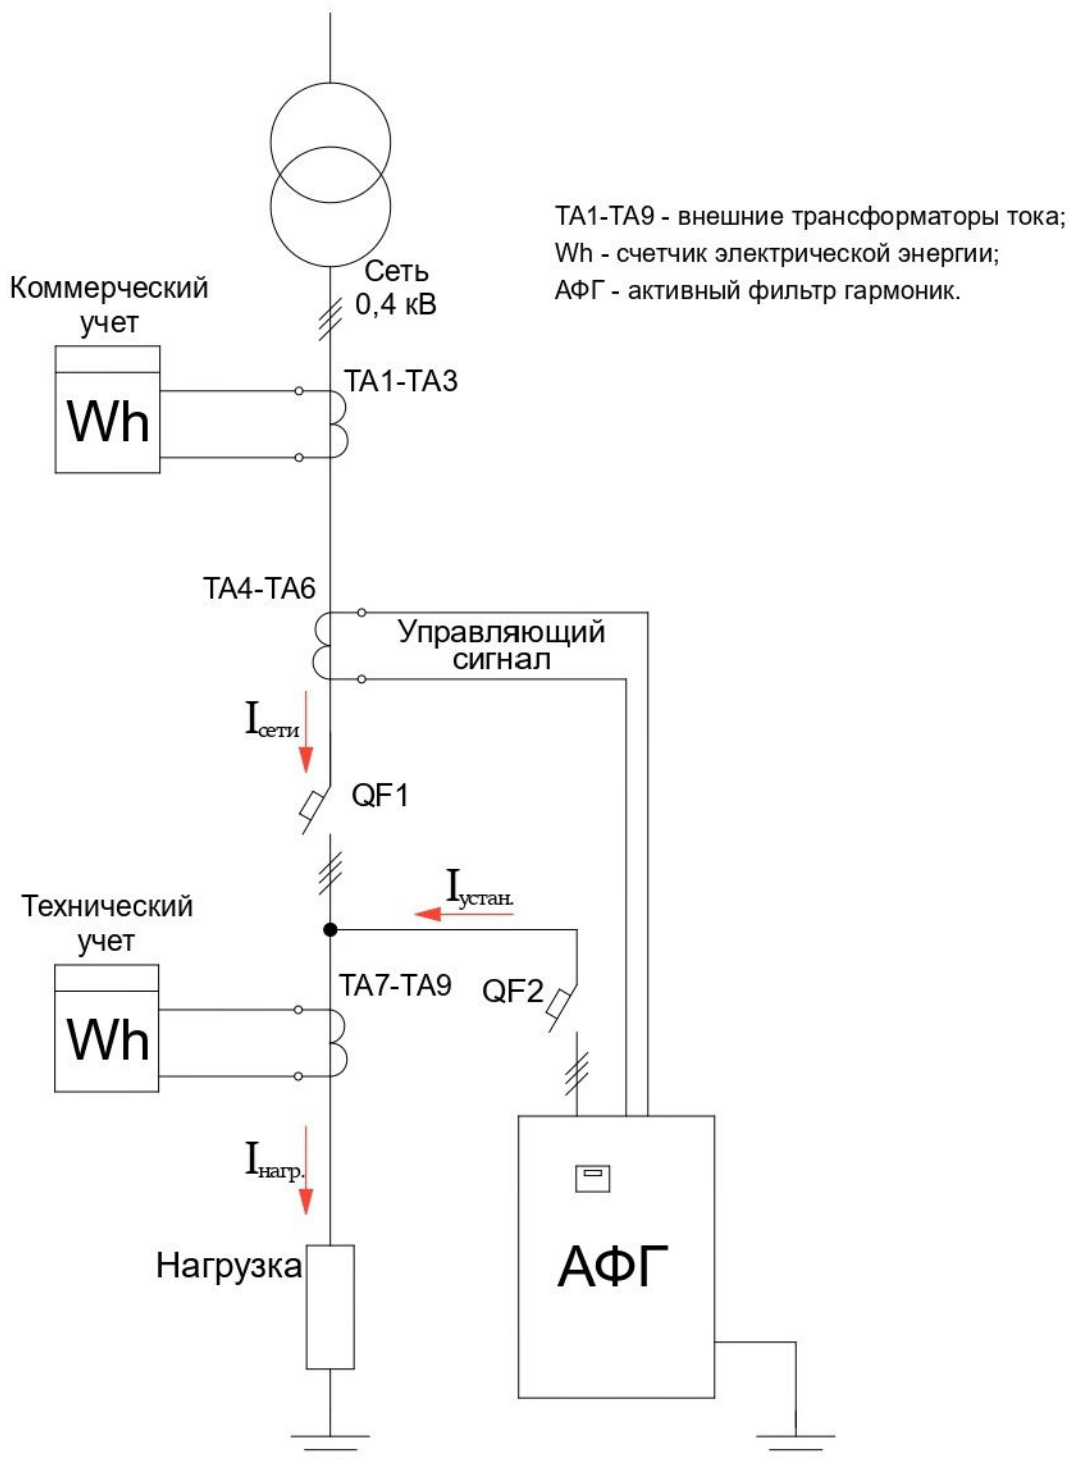 ТА1-ТА9 - внешние трансформаторы тока;
Wh - счетчик электрической энергии;
АФГ - активный фильтр гармоник.
Сеть
0,4 кВ
Коммерческий
учет
Wh
ТА1-ТА3
ТА4-ТА6
Управляющий
сигнал
Iсети
QF1
Iустан.
Технический
учет
Wh
ТА7-ТА9
QF2
Iнагр.
Нагрузка
АФГ